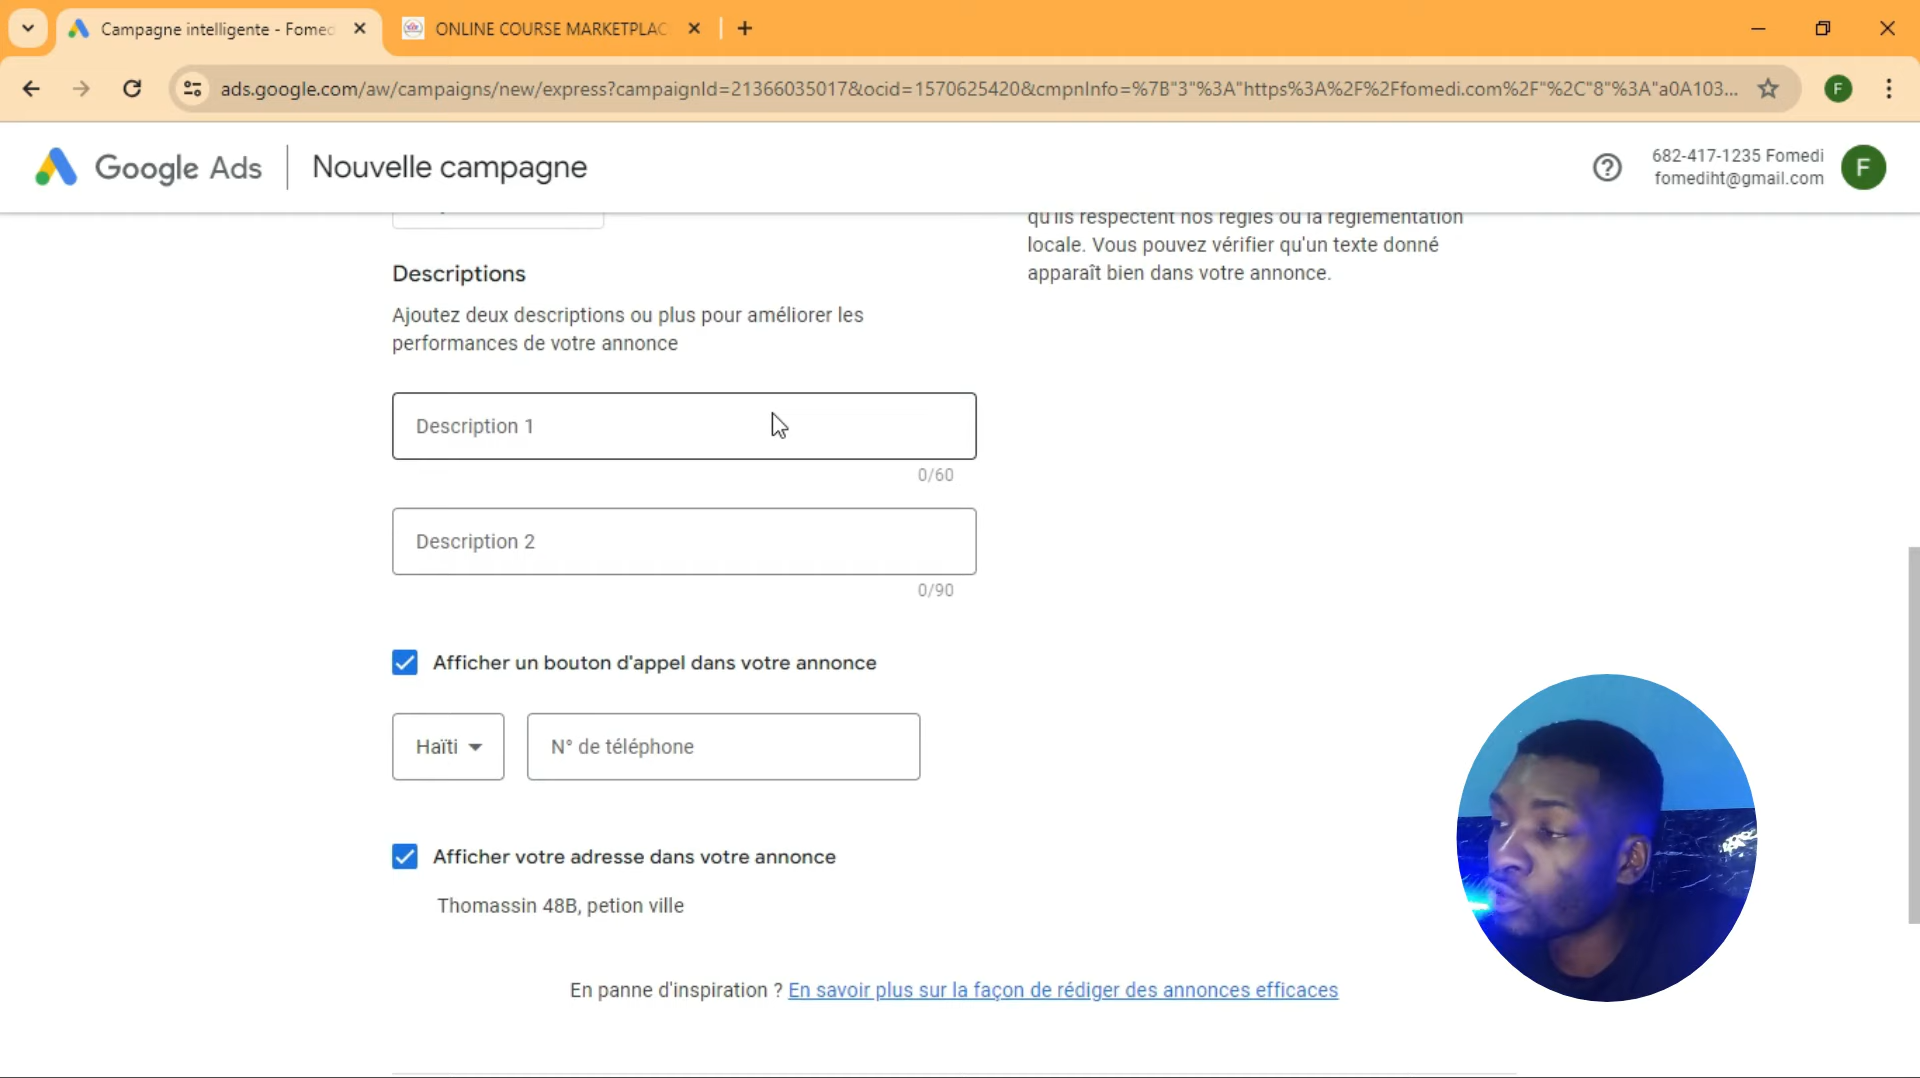 Campagne intelligente - Fomed
ONLINE COURSE MARKETPLAC
ads.google.com/aw/campaigns/new/express?campaignId=21366035017&ocid=1570625420&cmpnInfo=%7B"3"%3A"https%3A%2F%2Ffomedi.com%2F"%2C"8"%3A"a0A103...
F
Google Ads
Nouvelle campagne
682-417-1235 Fomedi
fomediht@gmail.com
F
qu'ils respectent nos règles ou la réglementation
locale. Vous pouvez vérifier qu'un texte donné
apparaît bien dans votre annonce.
Descriptions
Ajoutez deux descriptions ou plus pour améliorer les
performances de votre annonce
Description 1
0/60
Description 2
0/90
Afficher un bouton d'appel dans votre annonce
Haïti
N° de téléphone
Afficher votre adresse dans votre annonce
Thomassin 48B, petion ville
En panne d'inspiration ? En savoir plus sur la façon de rédiger des annonces efficaces